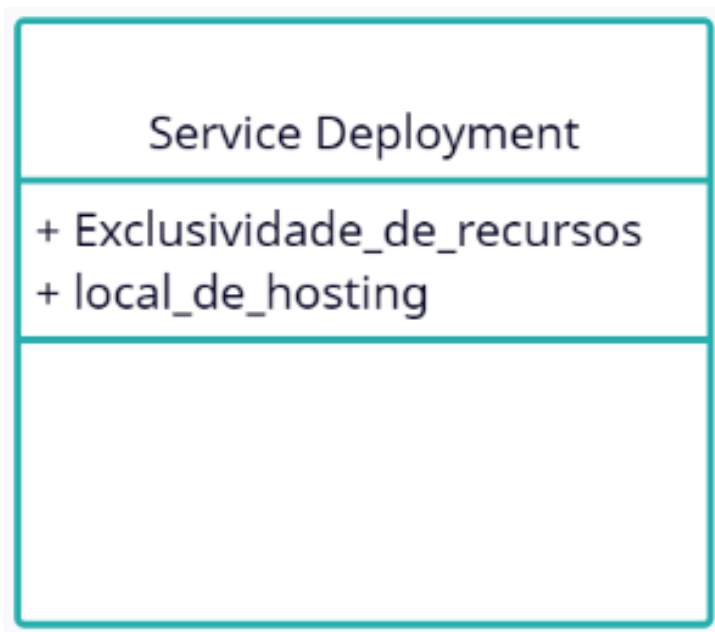 Service Deployment
+ Exclusividade_de_recursos
+ local_de_hosting